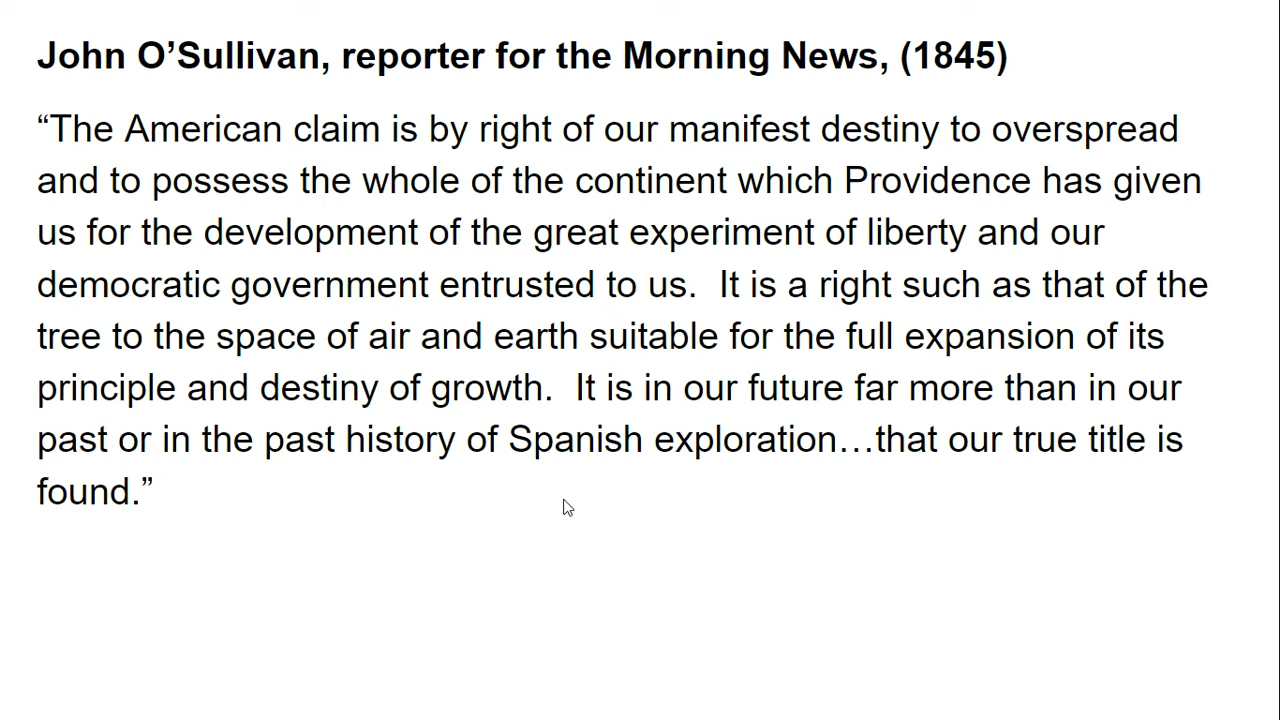 John O’Sullivan, reporter for the Morning News, (1845)
“The American claim is by right of our manifest destiny to overspread
and to possess the whole of the continent which Providence has given
us for the development of the great experiment of liberty and our
democratic government entrusted to us.  It is a right such as that of the
tree to the space of air and earth suitable for the full expansion of its
principle and destiny of growth.  It is in our future far more than in our
past or in the past history of Spanish exploration…that our true title is
found.”